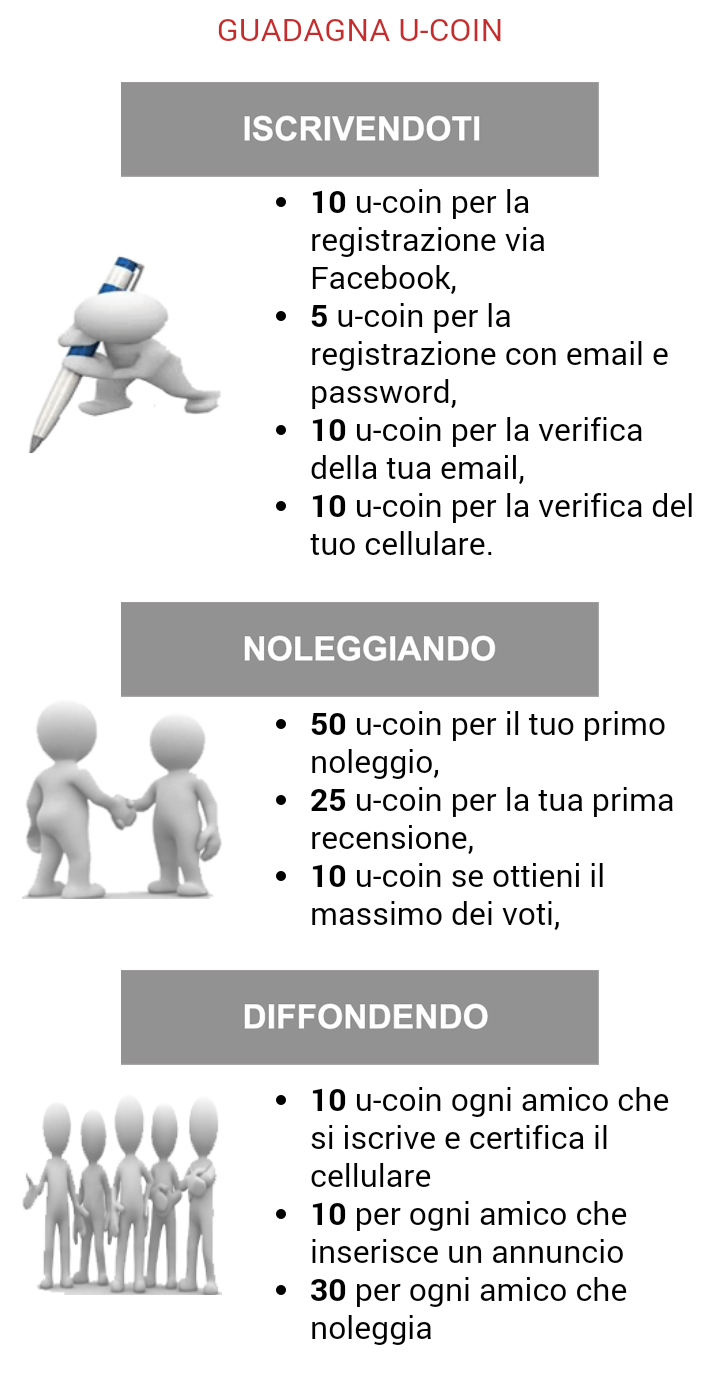 GUADAGNA U-COIN
ISCRIVENDOTI
• 10 u-coin per la
registrazione via
Facebook,
• 5 u-coin per la
registrazione con email e
password,
• 10 u-coin per la verifica
della tua email,
• 10 u-coin per la verifica del
tuo cellulare.
NOLEGGIANDO
• 50 u-coin per il tuo primo
noleggio,
• 25 u-coin per la tua prima
recensione,
• 10 u-coin se ottieni il
massimo dei voti,
DIFFONDENDO
• 10 u-coin ogni amico che
si iscrive e certifica il
cellulare
• 10 per ogni amico che
inserisce un annuncio
• 30 per ogni amico che
noleggia